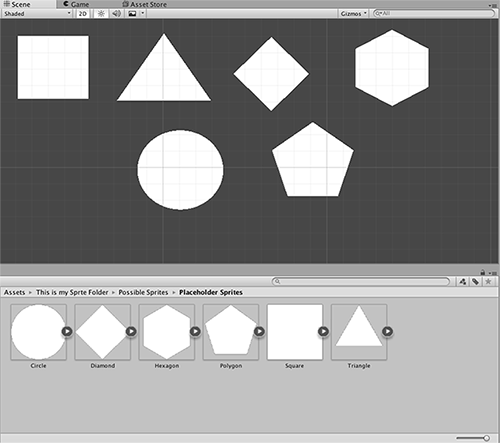 Scene Game Asset Store
Shaded 2D Gizmos All
Assets This is my Sprte Folder Possible Sprites Placeholder Sprites
Circle Diamond Hexagon Polygon Square Triangle